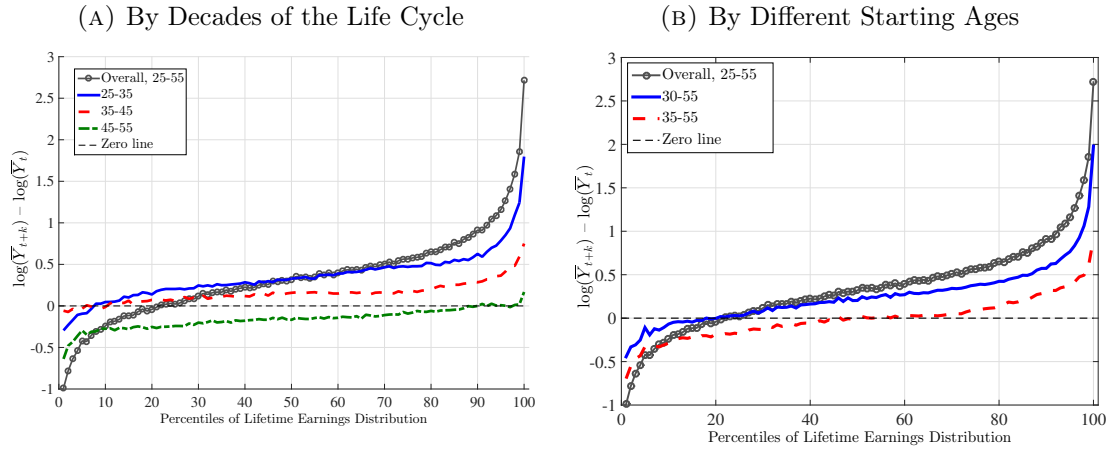 (A) By Decades of the Life Cycle
3
2.5
2
1.5
1
0.5
0
-0.5
-1
log(Y̅t+k) − log(Y̅t)
Overall, 25-55
25-35
35-45
45-55
Zero line
0 10 20 30 40 50 60 70 80 90 100
Percentiles of Lifetime Earnings Distribution
(B) By Different Starting Ages
3
2.5
2
1.5
1
0.5
0
-0.5
-1
log(Y̅t+k) − log(Y̅t)
Overall, 25-55
30-55
35-55
Zero line
0 20 40 60 80 100
Percentiles of Lifetime Earnings Distribution